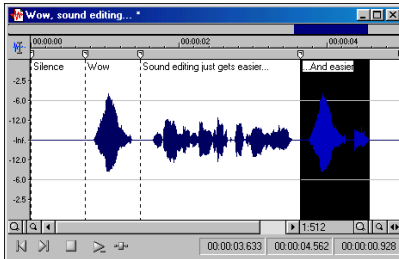 Wow, sound editing... *
00:00:00 00:00:02 00:00:04
Silence Wow Sound editing just gets easier... ...And easier
-2.5
-6.0
-12.0
-Inf.
-12.0
-6.0
-2.5
1:512
00:00:03.633 00:00:04.562 00:00:00.928